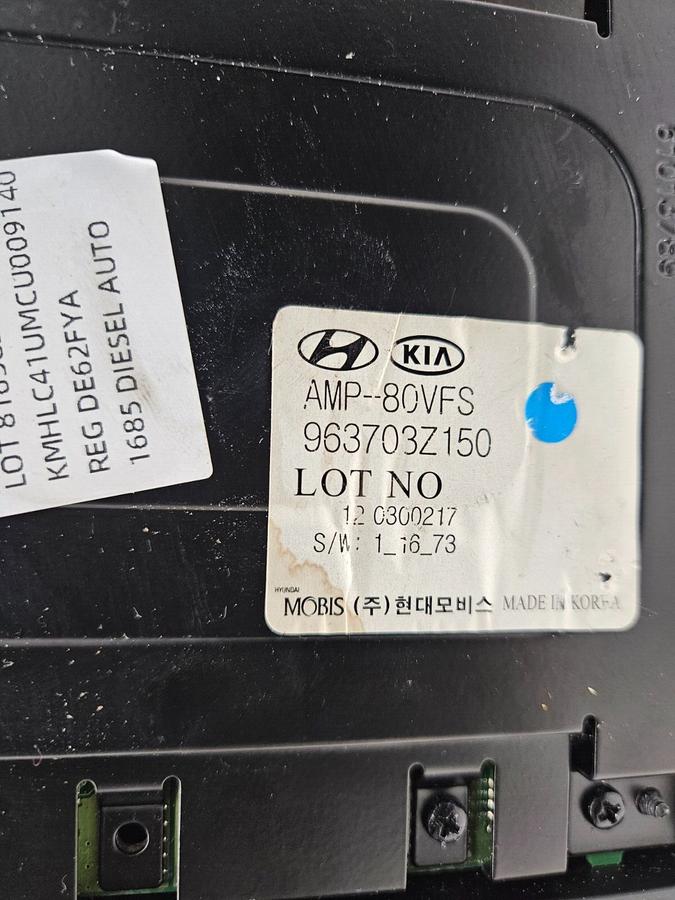 KMHLC41UMCU009140
REG DE62FYA
1685 DIESEL AUTO
KIA
AMP-80VFS
963703Z150
LOT NO
12 0300217
S/W: 1_16_73
HYUNDAI
MOBIS (주)현대모비스 MADE IN KOREA